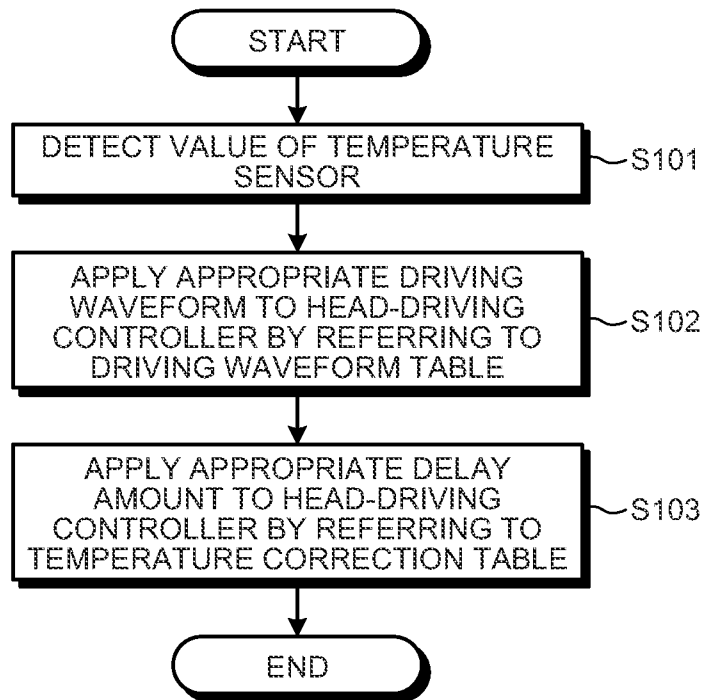 START
DETECT VALUE OF TEMPERATURE
SENSOR
S101
APPLY APPROPRIATE DRIVING
WAVEFORM TO HEAD-DRIVING
CONTROLLER BY REFERRING TO
DRIVING WAVEFORM TABLE
S102
APPLY APPROPRIATE DELAY
AMOUNT TO HEAD-DRIVING
CONTROLLER BY REFERRING TO
TEMPERATURE CORRECTION TABLE
S103
END